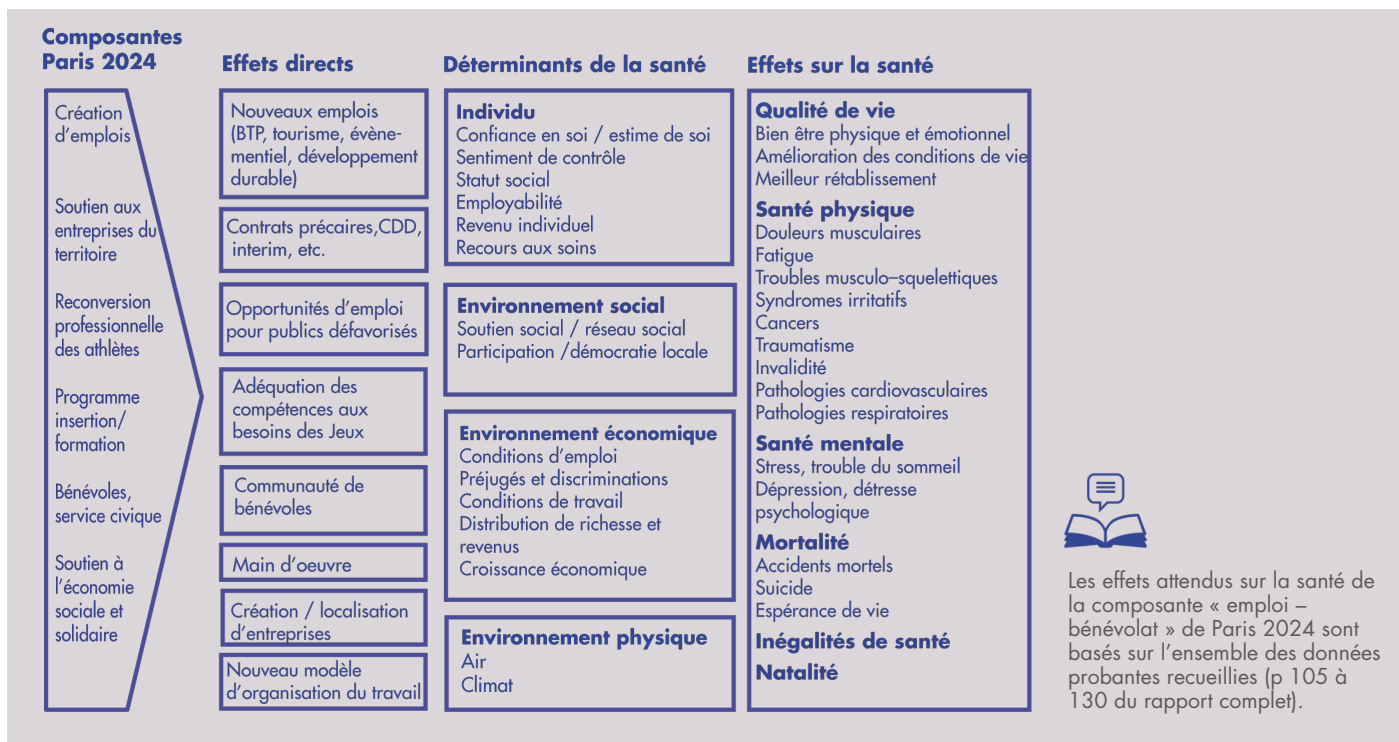 Composantes
Paris 2024
Création
d'emplois
Soutien aux
entreprises du
territoire
Reconversion
professionnelle
des athlètes
Programme
insertion/
formation
Bénévoles,
service civique
Soutien à
l'économie
sociale et
solidaire
Effets directs
Nouveaux emplois
(BTP, tourisme, évène-
mentiel, développement
durable)
Contrats précaires,CDD,
interim, etc.
Opportunités d'emploi
pour publics défavorisés
Adéquation des
compétences aux
besoins des Jeux
Communauté de
bénévoles
Main d'oeuvre
Création / localisation
d'entreprises
Nouveau modèle
d'organisation du travail
Déterminants de la santé
Individu
Confiance en soi / estime de soi
Sentiment de contrôle
Statut social
Employabilité
Revenu individuel
Recours aux soins
Environnement social
Soutien social / réseau social
Participation /démocratie locale
Environnement économique
Conditions d'emploi
Préjugés et discriminations
Conditions de travail
Distribution de richesse et
revenus
Croissance économique
Environnement physique
Air
Climat
Effets sur la santé
Qualité de vie
Bien être physique et émotionnel
Amélioration des conditions de vie
Meilleur rétablissement
Santé physique
Douleurs musculaires
Fatigue
Troubles musculo–squelettiques
Syndromes irritatifs
Cancers
Traumatisme
Invalidité
Pathologies cardiovasculaires
Pathologies respiratoires
Santé mentale
Stress, trouble du sommeil
Dépression, détresse
psychologique
Mortalité
Accidents mortels
Suicide
Espérance de vie
Inégalités de santé
Natalité
Les effets attendus sur la santé de
la composante « emploi –
bénévolat » de Paris 2024 sont
basés sur l'ensemble des données
probantes recueillies (p 105 à
130 du rapport complet).